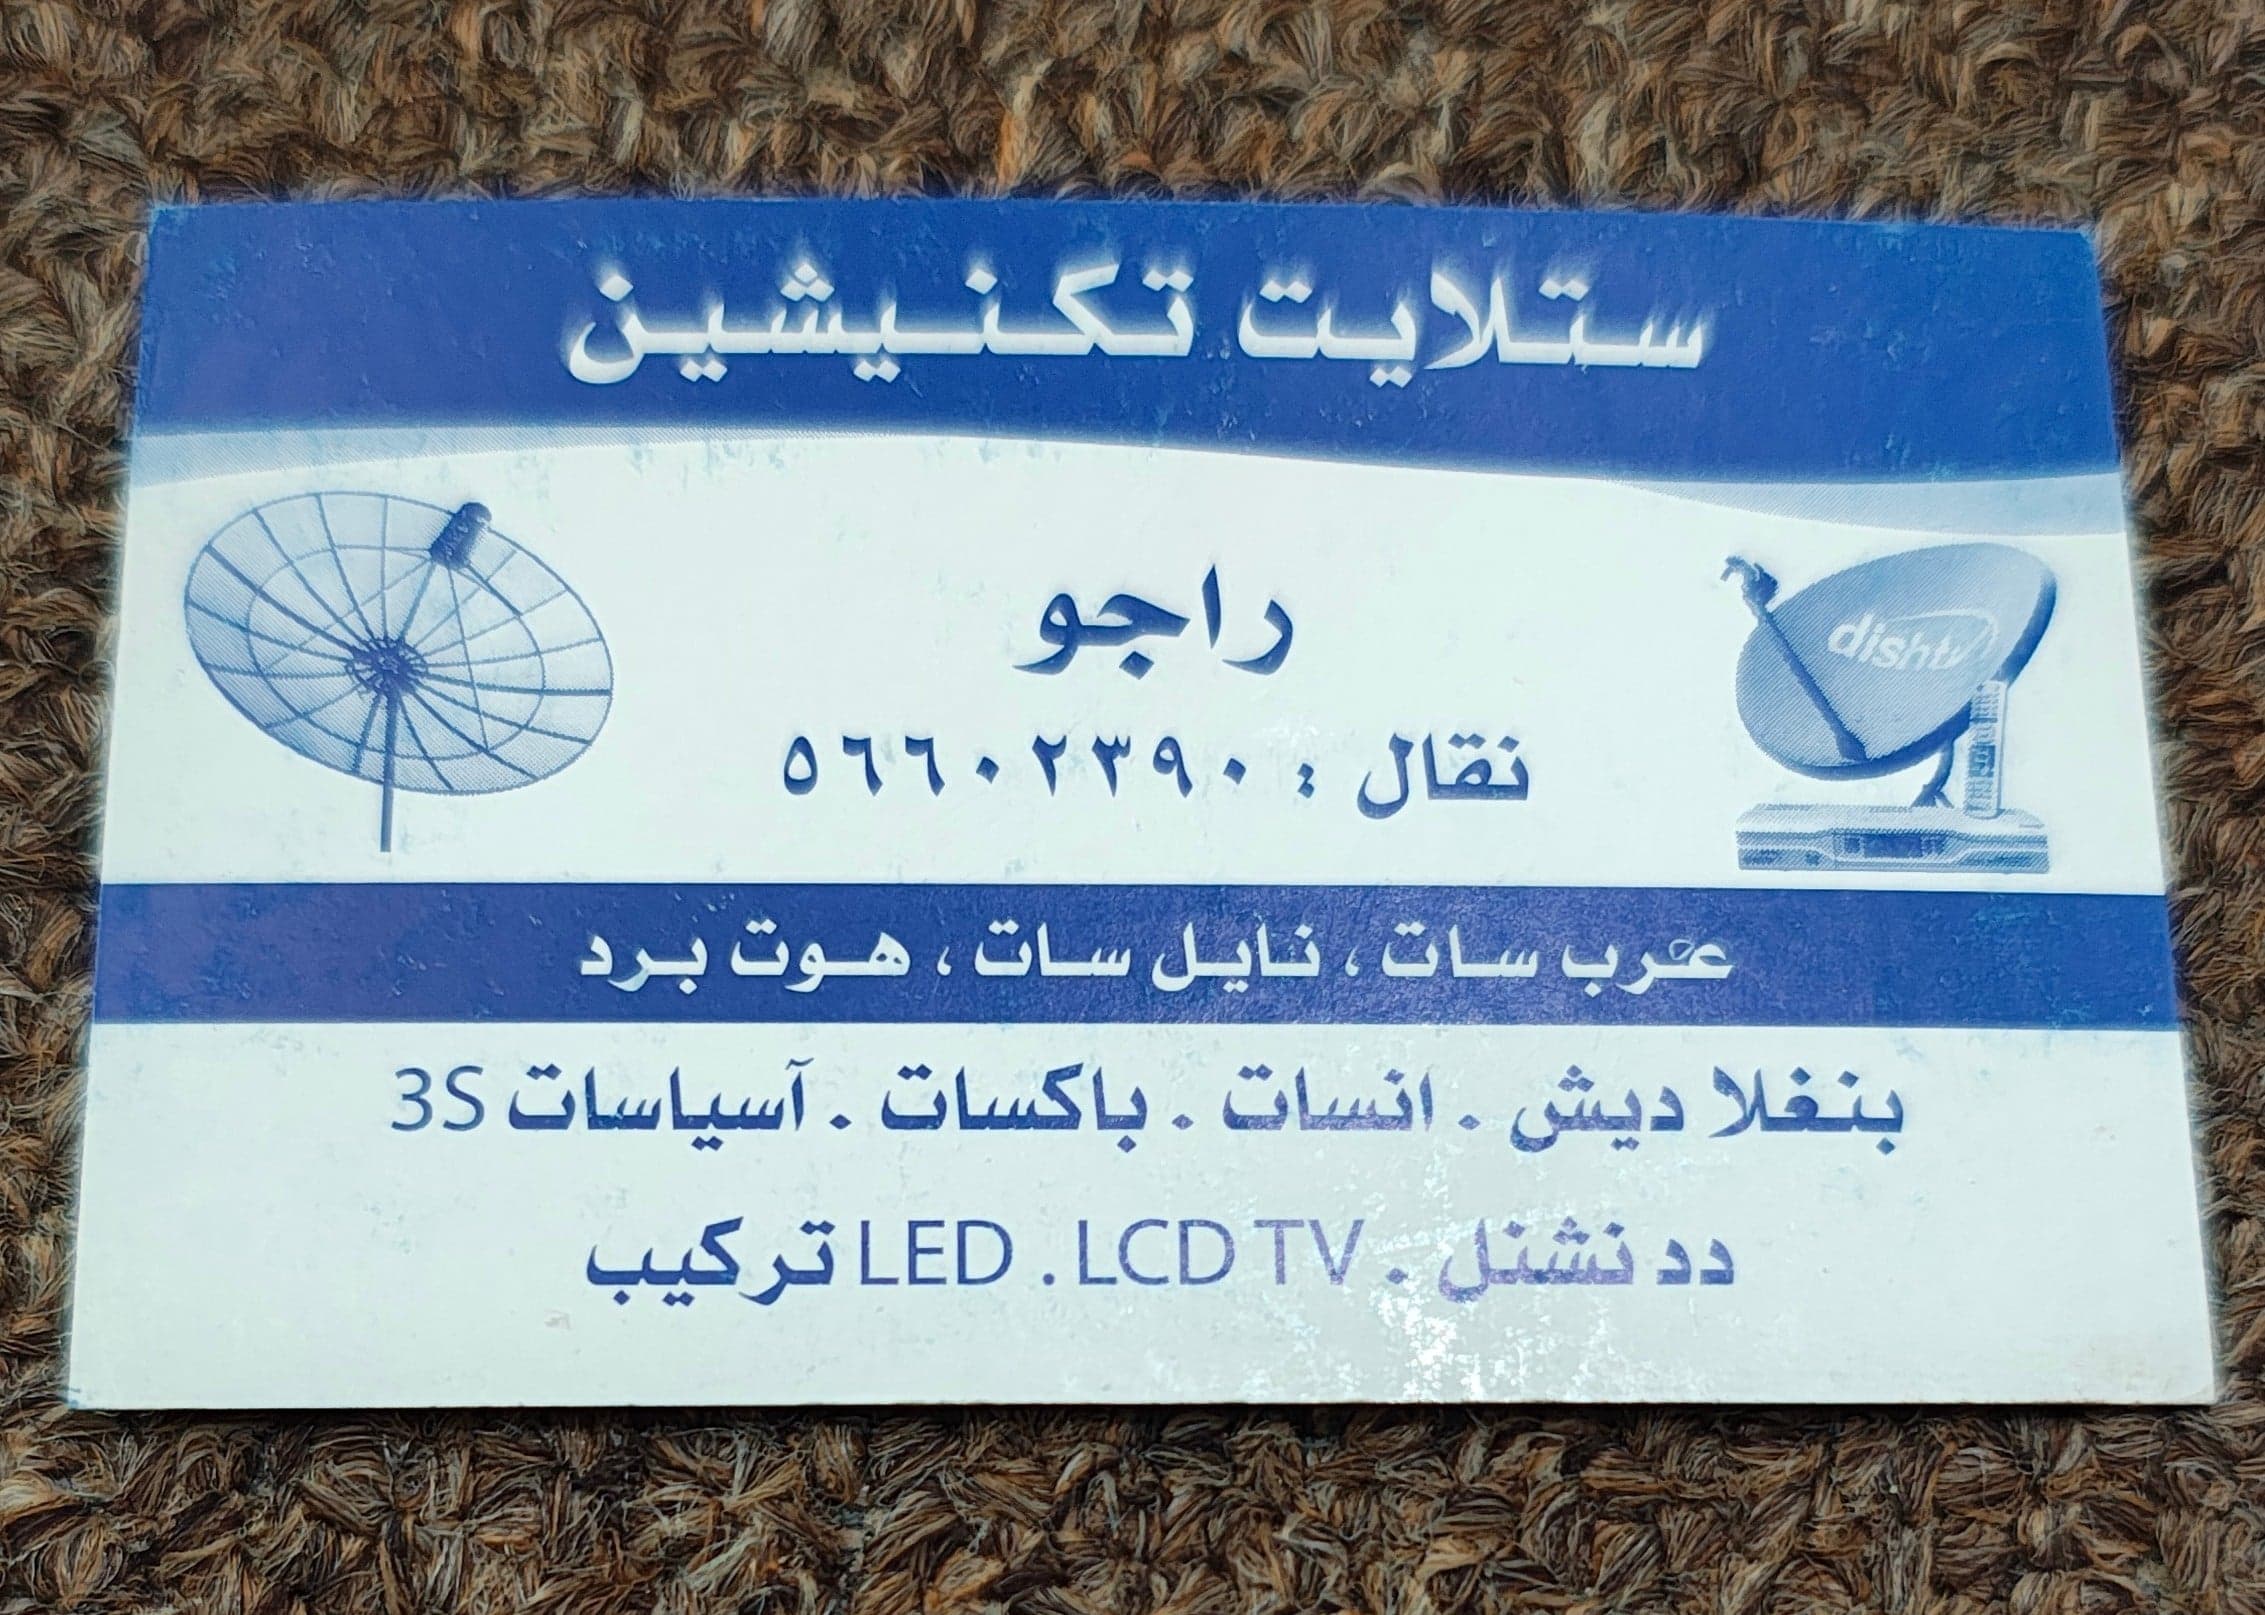 ستلايت تكنيشين
dishtv
راجو
نقال : ٥٦٦٠٢٣٩٠
عرب سات ، نايل سات ، هوت برد
بنغلا ديش . انسات . باكسات . آسياسات 3S
دد نشنل . LED . LCD TV تركيب